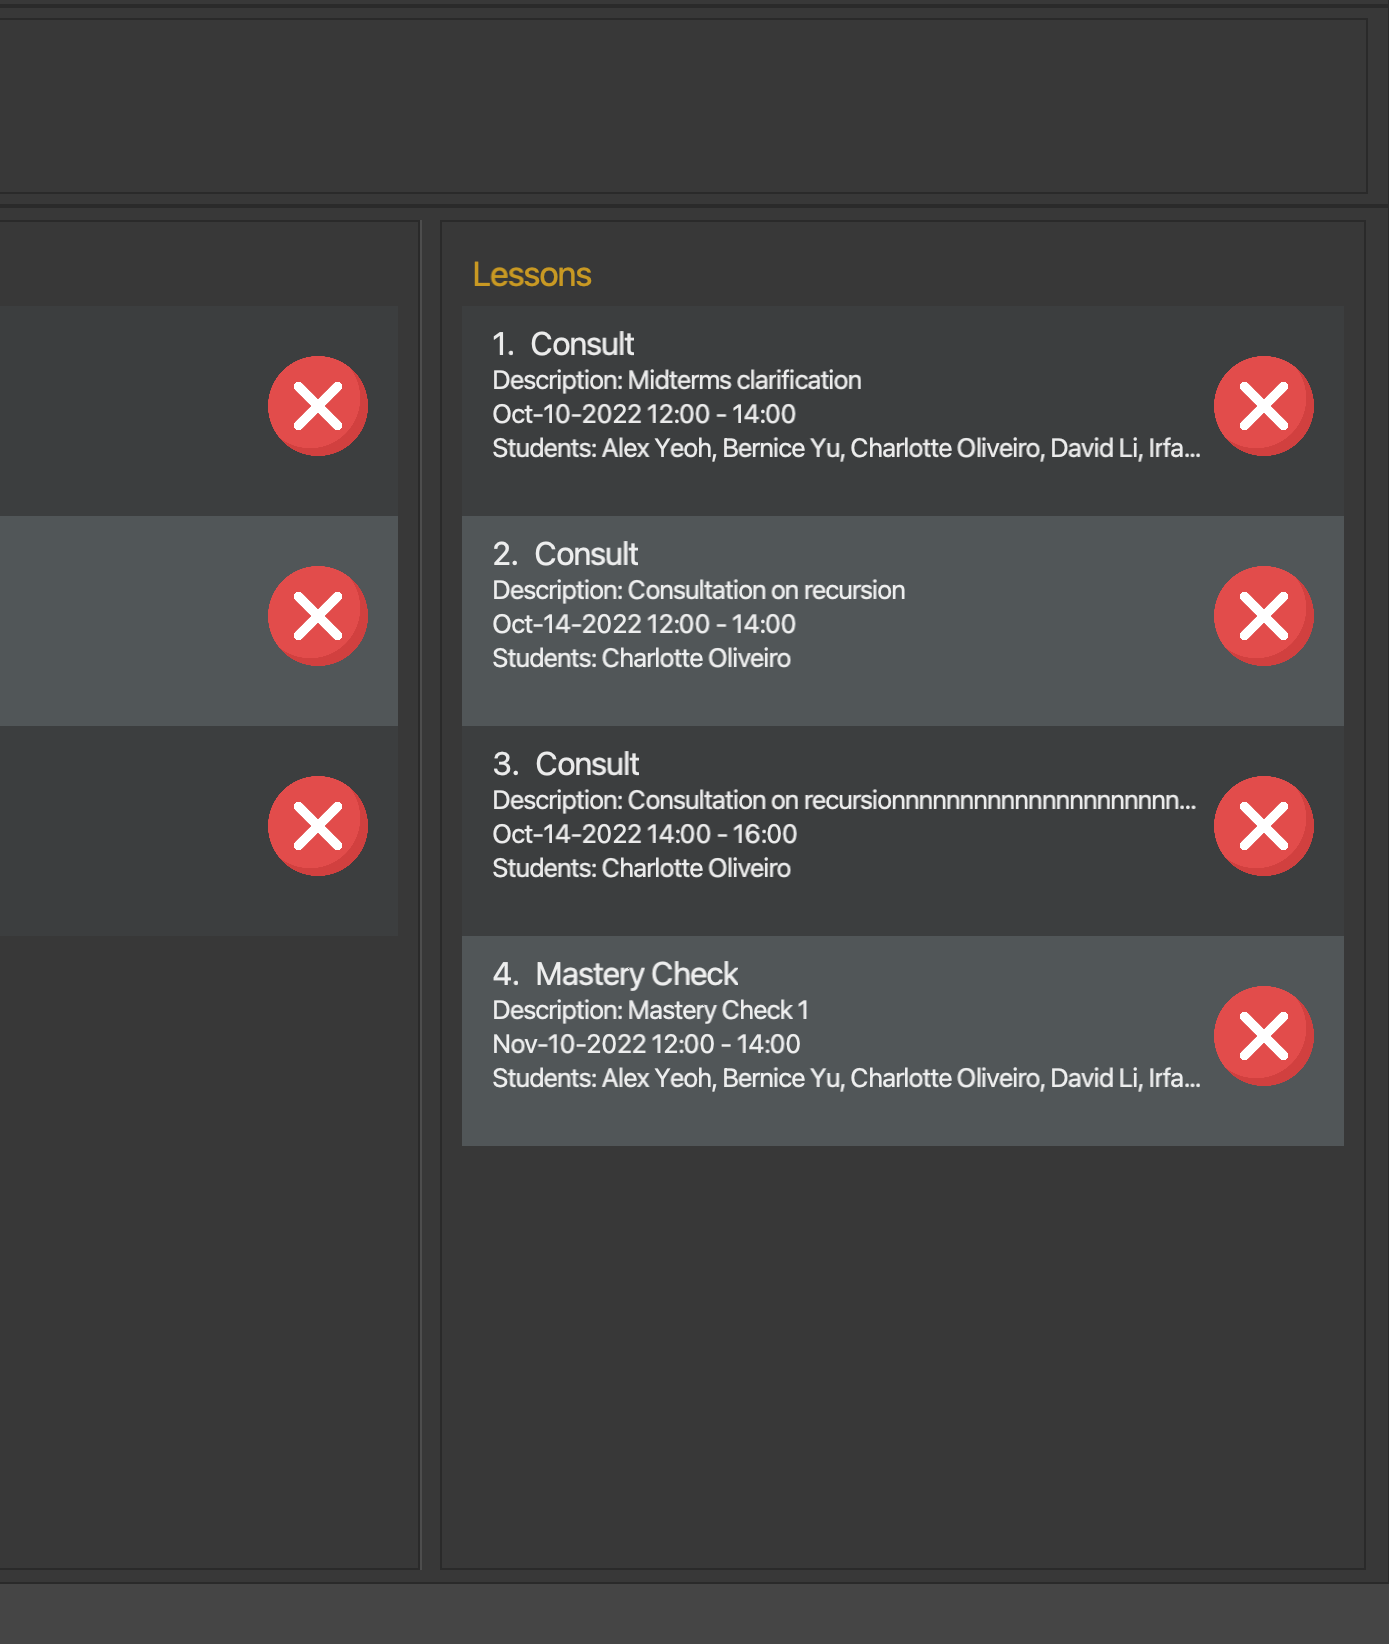 Lessons
1. Consult
Description: Midterms clarification
Oct-10-2022 12:00 - 14:00
Students: Alex Yeoh, Bernice Yu, Charlotte Oliveiro, David Li, Irfa...
2. Consult
Description: Consultation on recursion
Oct-14-2022 12:00 - 14:00
Students: Charlotte Oliveiro
3. Consult
Description: Consultation on recursionnnnnnnnnnnnnnnnnnnnn...
Oct-14-2022 14:00 - 16:00
Students: Charlotte Oliveiro
4. Mastery Check
Description: Mastery Check 1
Nov-10-2022 12:00 - 14:00
Students: Alex Yeoh, Bernice Yu, Charlotte Oliveiro, David Li, Irfa...